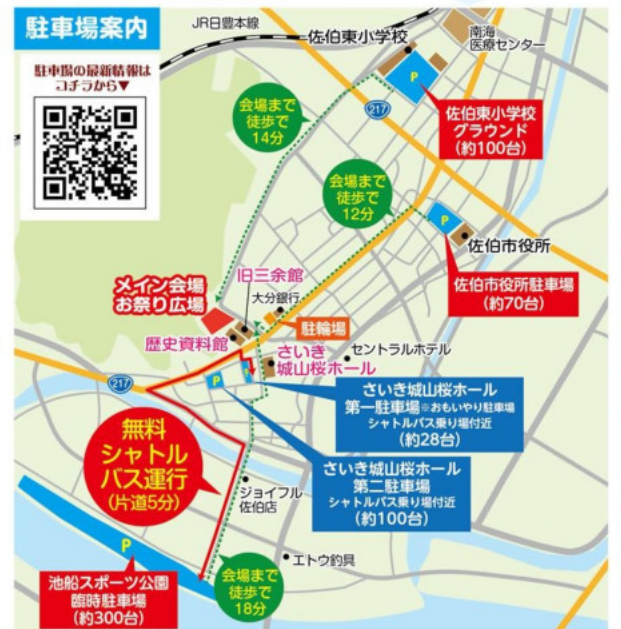 駐車場案内
駐車場の最新情報は
コチラから▼
JR日豊本線
佐伯東小学校
南海
医療センター
P
217
佐伯東小学校
グラウンド
(約100台)
会場まで
徒歩で
14分
会場まで
徒歩で
12分
P
佐伯市役所
佐伯市役所駐車場
(約70台)
メイン会場
お祭り広場
旧三余館
大分銀行
駐輪場
歴史資料館
さいき
城山桜ホール
セントラルホテル
217
P
P
さいき城山桜ホール
第一駐車場※おもいやり駐車場
シャトルバス乗り場付近
(約28台)
無料
シャトル
バス運行
(片道5分)
さいき城山桜ホール
第二駐車場
シャトルバス乗り場付近
(約100台)
ジョイフル
佐伯店
P
エトウ釣具
池船スポーツ公園
臨時駐車場
(約300台)
会場まで
徒歩で
18分